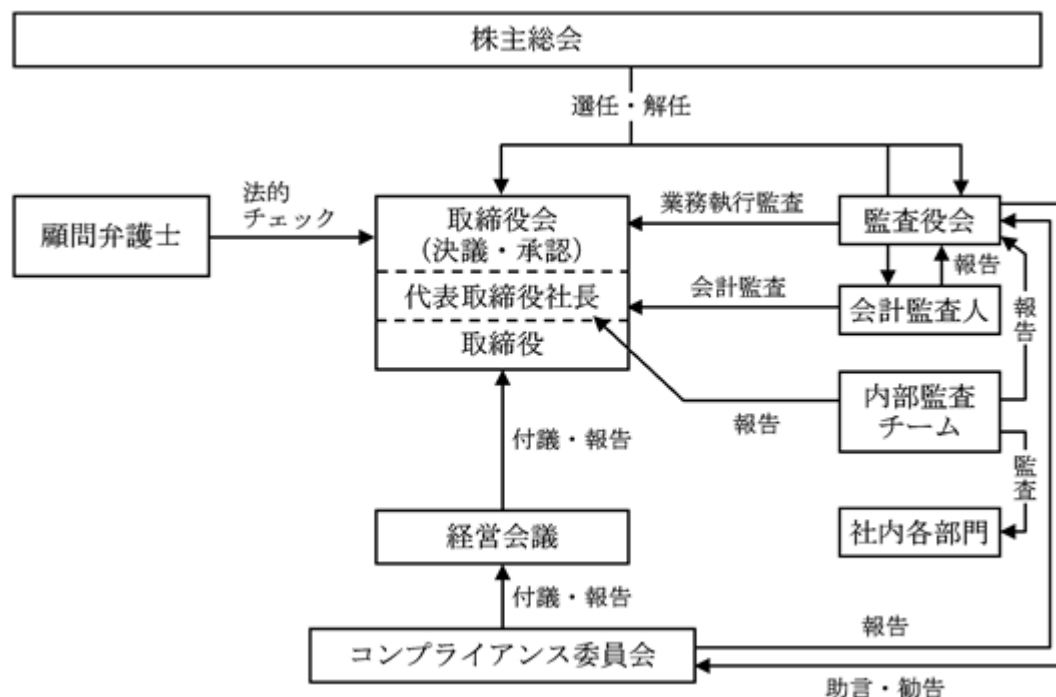 株主総会
選任・解任
顧問弁護士
法的
チェック
取締役会
（決議・承認）
代表取締役社長
取締役
業務執行監査
監査役会
報告
会計監査
会計監査人
報告
内部監査
チーム
報告
監査
社内各部門
付議・報告
経営会議
付議・報告
コンプライアンス委員会
報告
助言・勧告